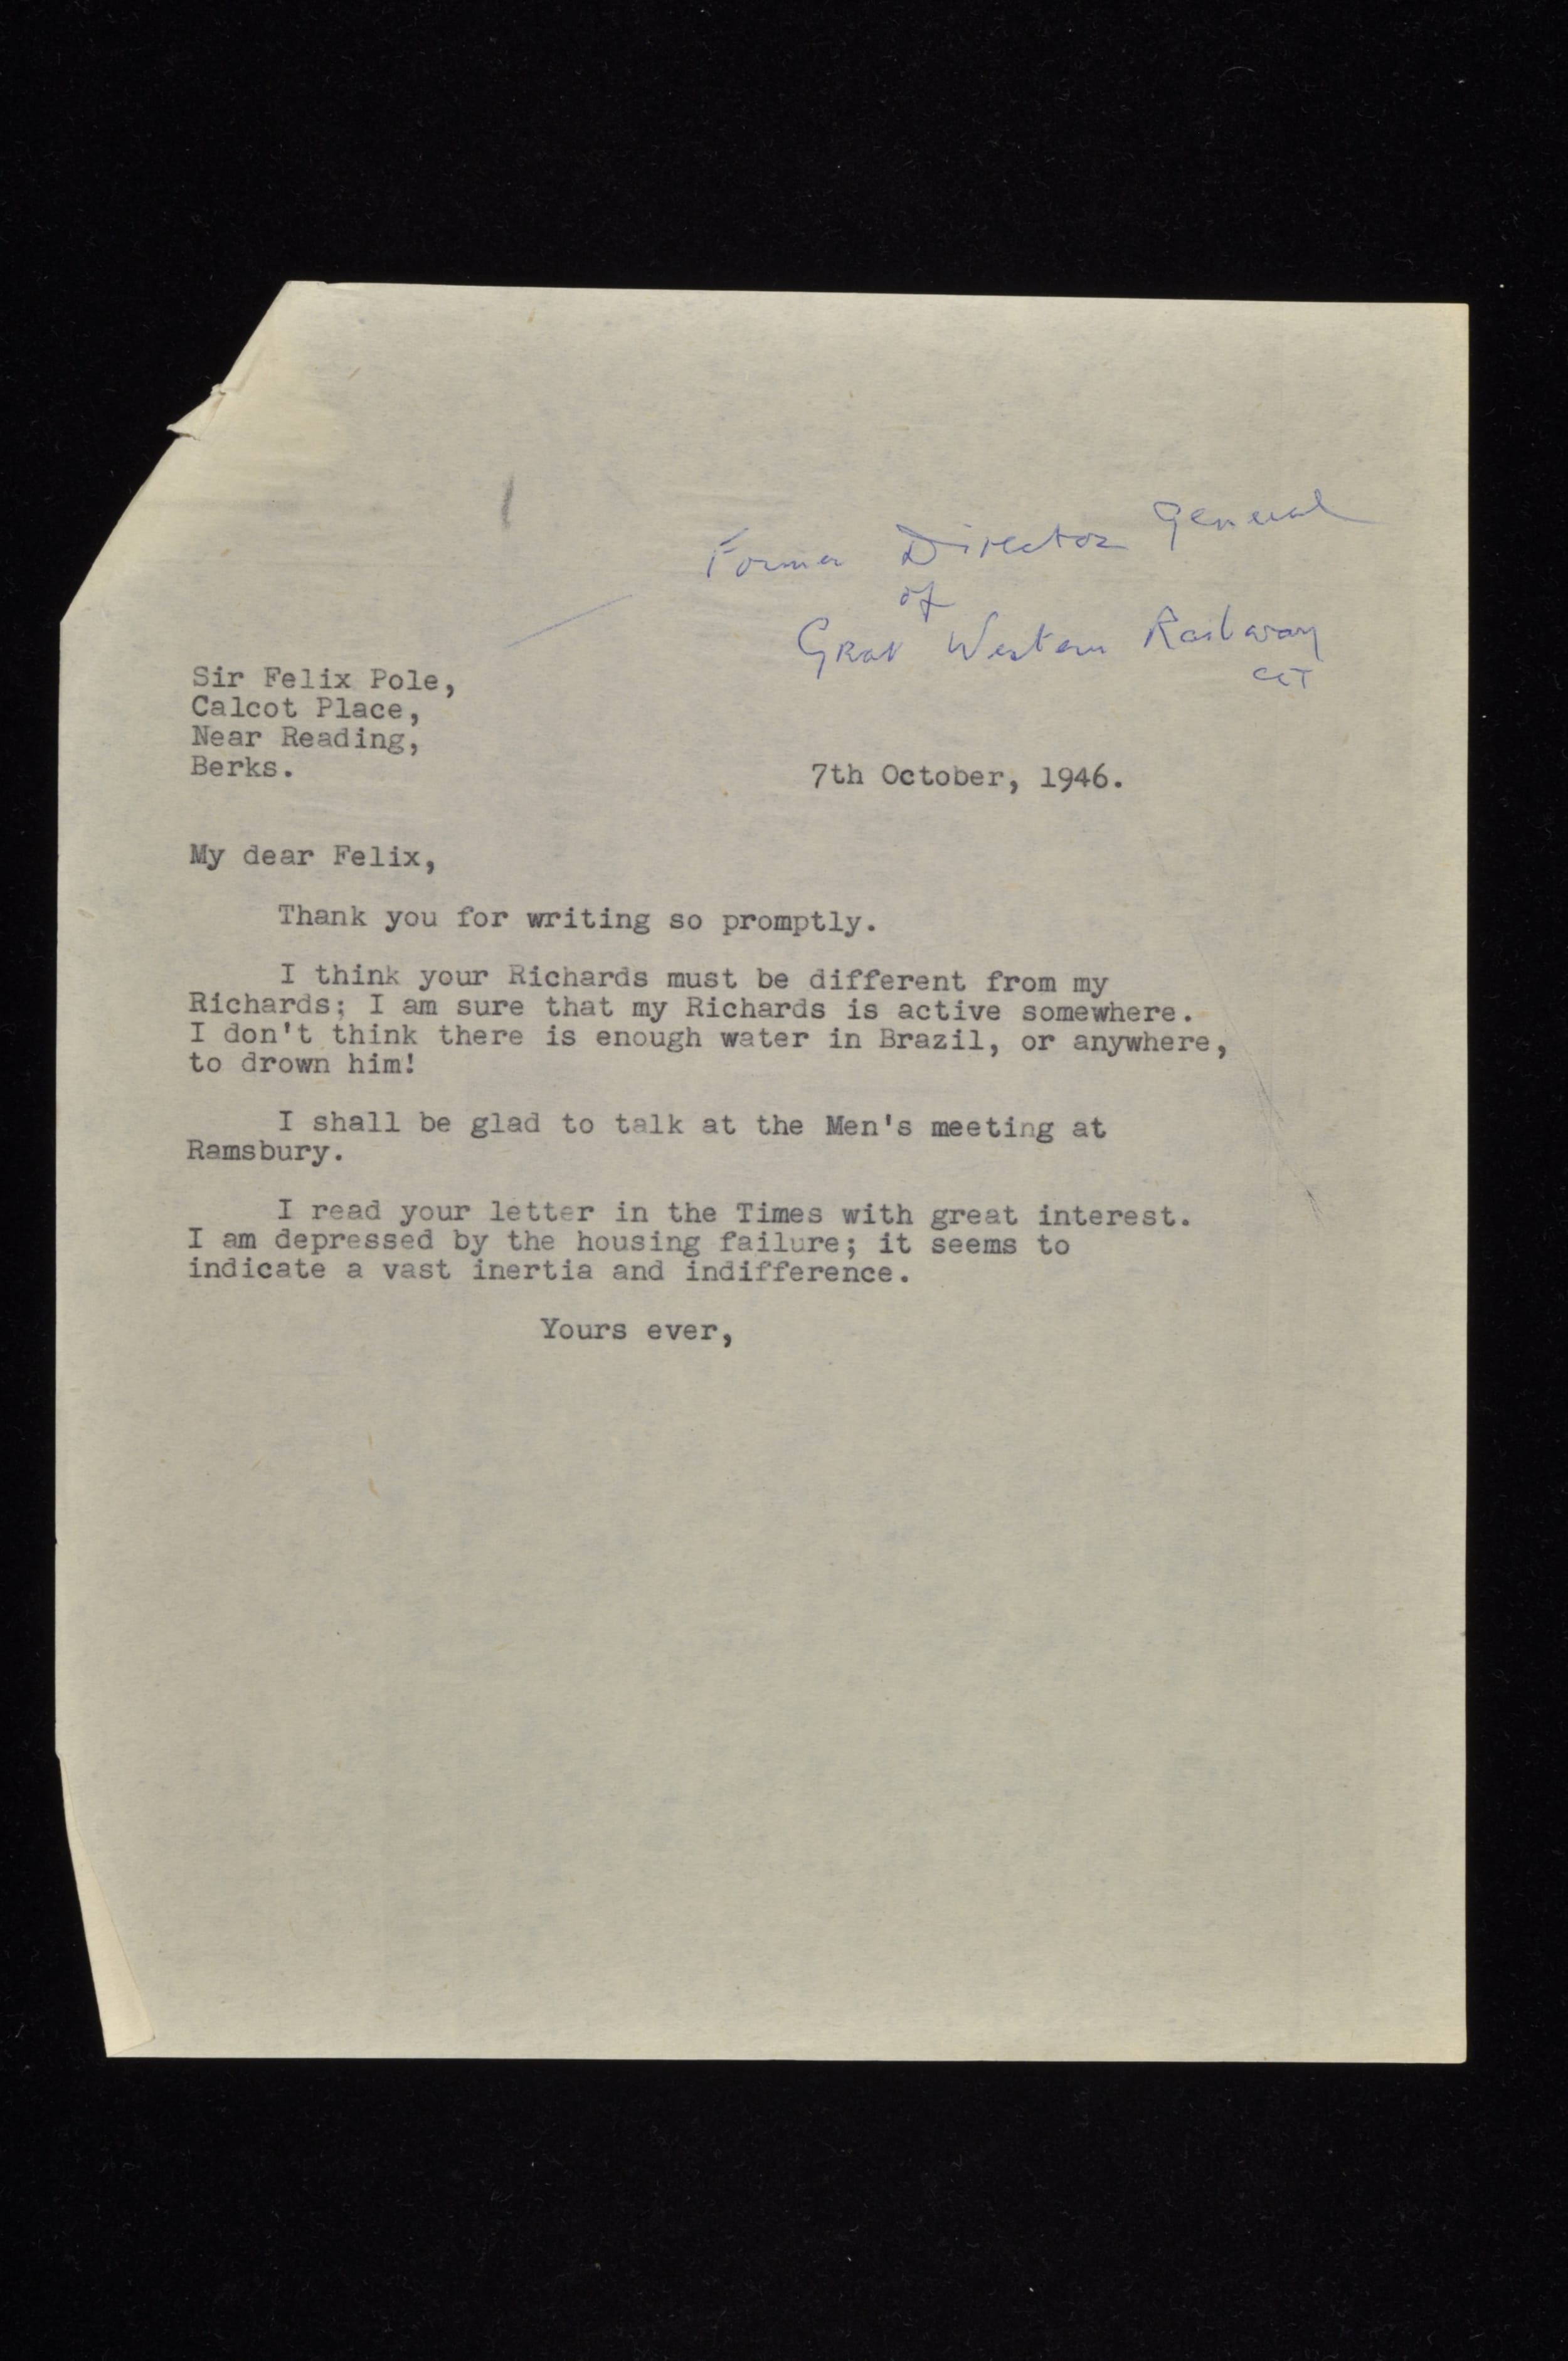 Former Director General
of
Great Western Railway
Sir Felix Pole,
Calcot Place,
Near Reading,
Berks.
7th October, 1946.
My dear Felix,
Thank you for writing so promptly.
I think your Richards must be different from my
Richards; I am sure that my Richards is active somewhere.
I don't think there is enough water in Brazil, or anywhere,
to drown him!
I shall be glad to talk at the Men's meeting at
Ramsbury.
I read your letter in the Times with great interest.
I am depressed by the housing failure; it seems to
indicate a vast inertia and indifference.
Yours ever,